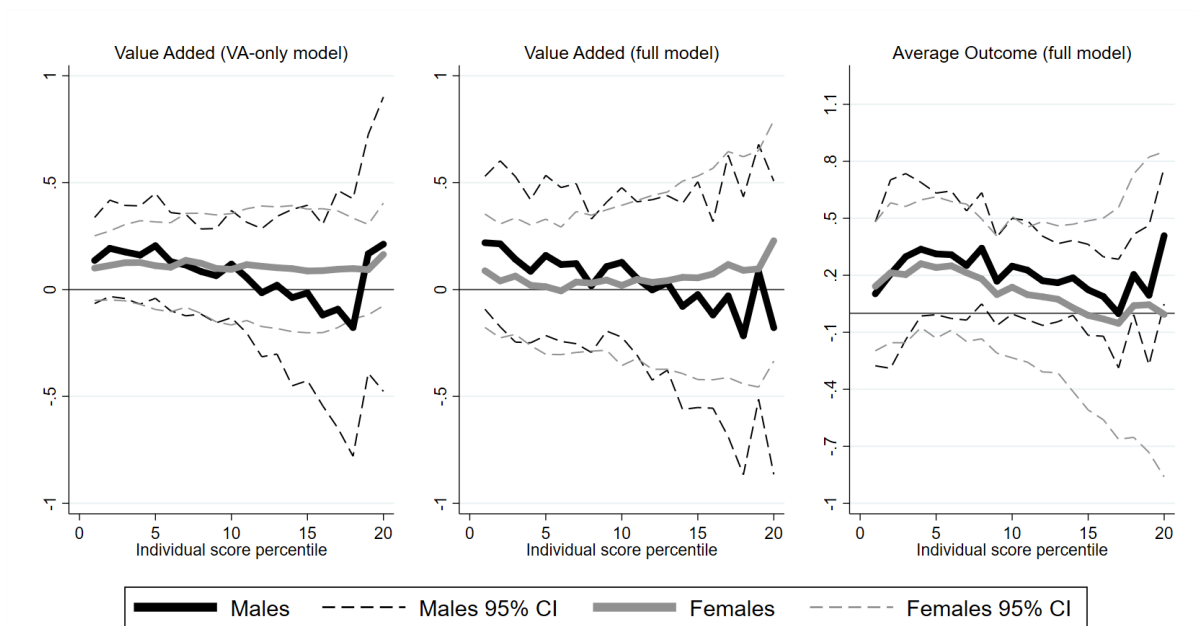 Value Added (VA-only model)
1
.5
0
-.5
-1
0 5 10 15 20
Individual score percentile
Value Added (full model)
1
.5
0
-.5
-1
0 5 10 15 20
Individual score percentile
Average Outcome (full model)
1.1
.8
.5
.2
-.1
-.4
-.7
-1
0 5 10 15 20
Individual score percentile
Males Males 95% CI Females Females 95% CI